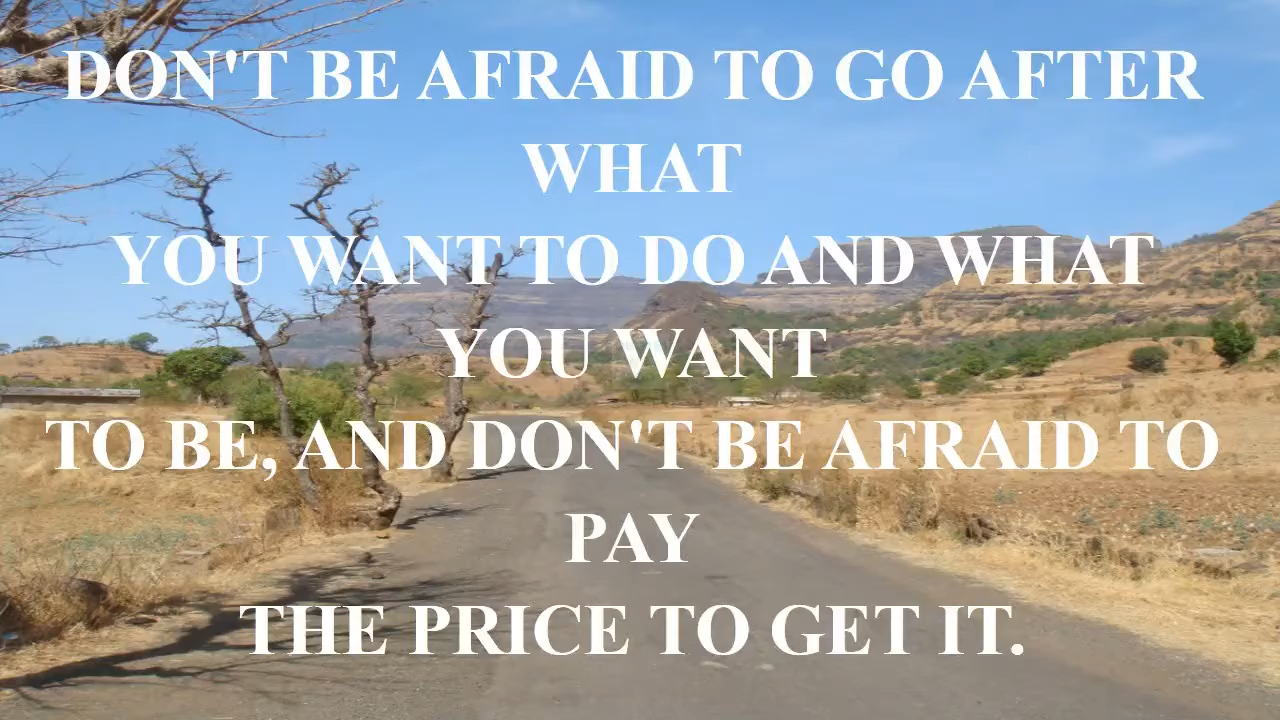 DON'T BE AFRAID TO GO AFTER
WHAT
YOU WANT TO DO AND WHAT
YOU WANT
TO BE, AND DON'T BE AFRAID TO
PAY
THE PRICE TO GET IT.